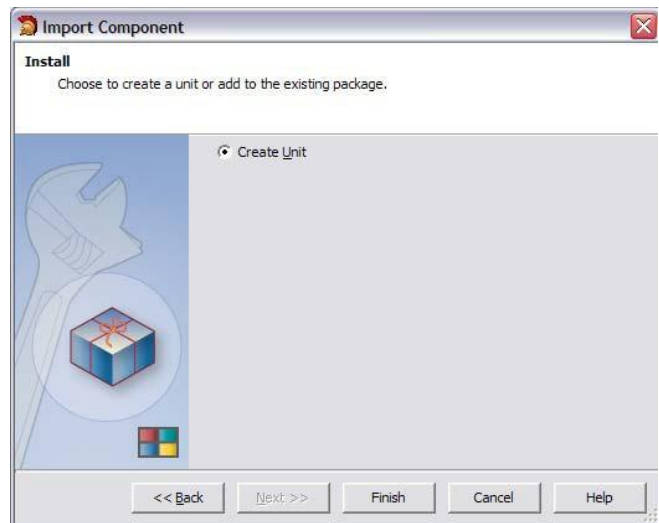 Import Component
Install
Choose to create a unit or add to the existing package.
Create Unit
<< Back Next >> Finish Cancel Help